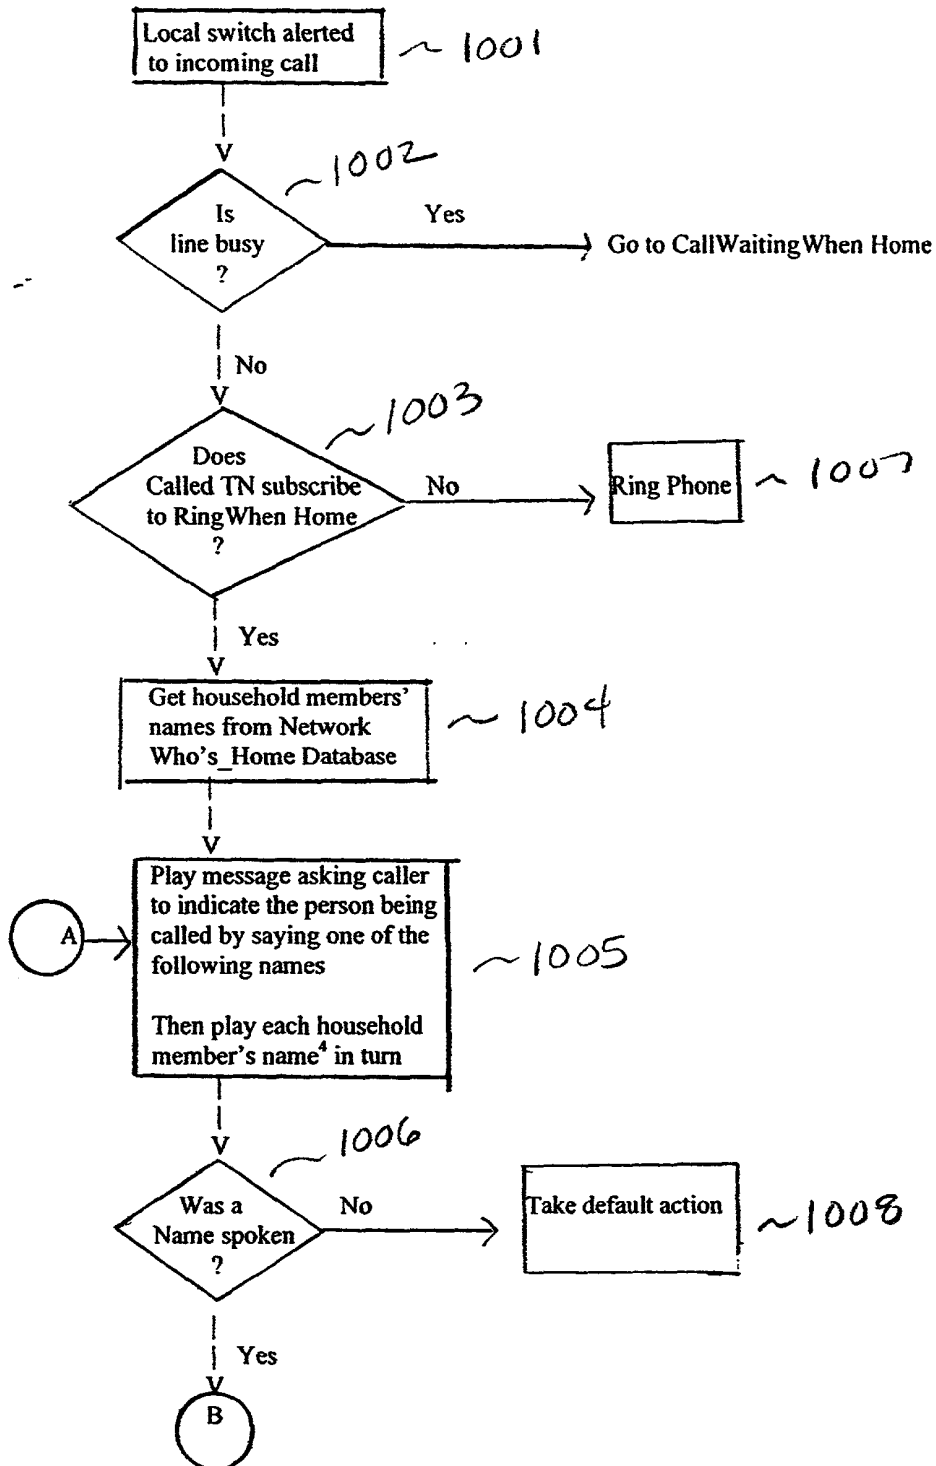 Local switch alerted
to incoming call
~ 1001
V
~ 1002
Is
line busy
?
Yes
Go to CallWaitingWhen Home
No
V
~ 1003
Does
Called TN subscribe
to RingWhen Home
?
No
Ring Phone
~ 1007
Yes
V
Get household members'
names from Network
Who's_Home Database
~ 1004
V
A
Play message asking caller
to indicate the person being
called by saying one of the
following names
Then play each household
member's name⁴ in turn
~ 1005
V
~ 1006
Was a
Name spoken
?
No
Take default action
~ 1008
Yes
V
B